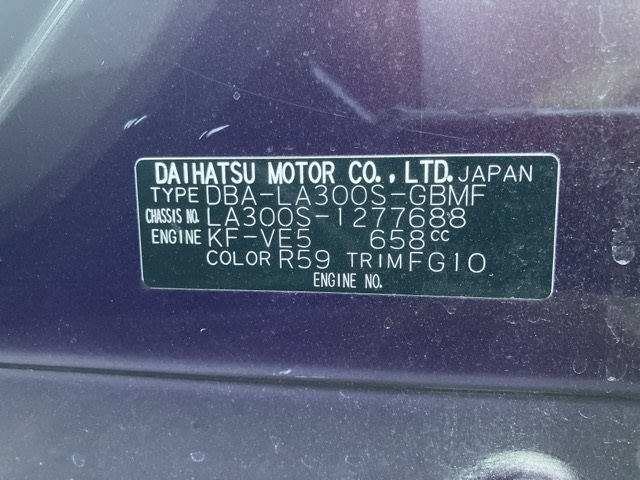 DAIHATSU MOTOR CO., LTD. JAPAN
TYPE DBA-LA300S-GBMF
CHASSIS NO. LA300S-1277688
ENGINE KF-VE5 658cc
COLOR R59 TRIM FG10
ENGINE NO.